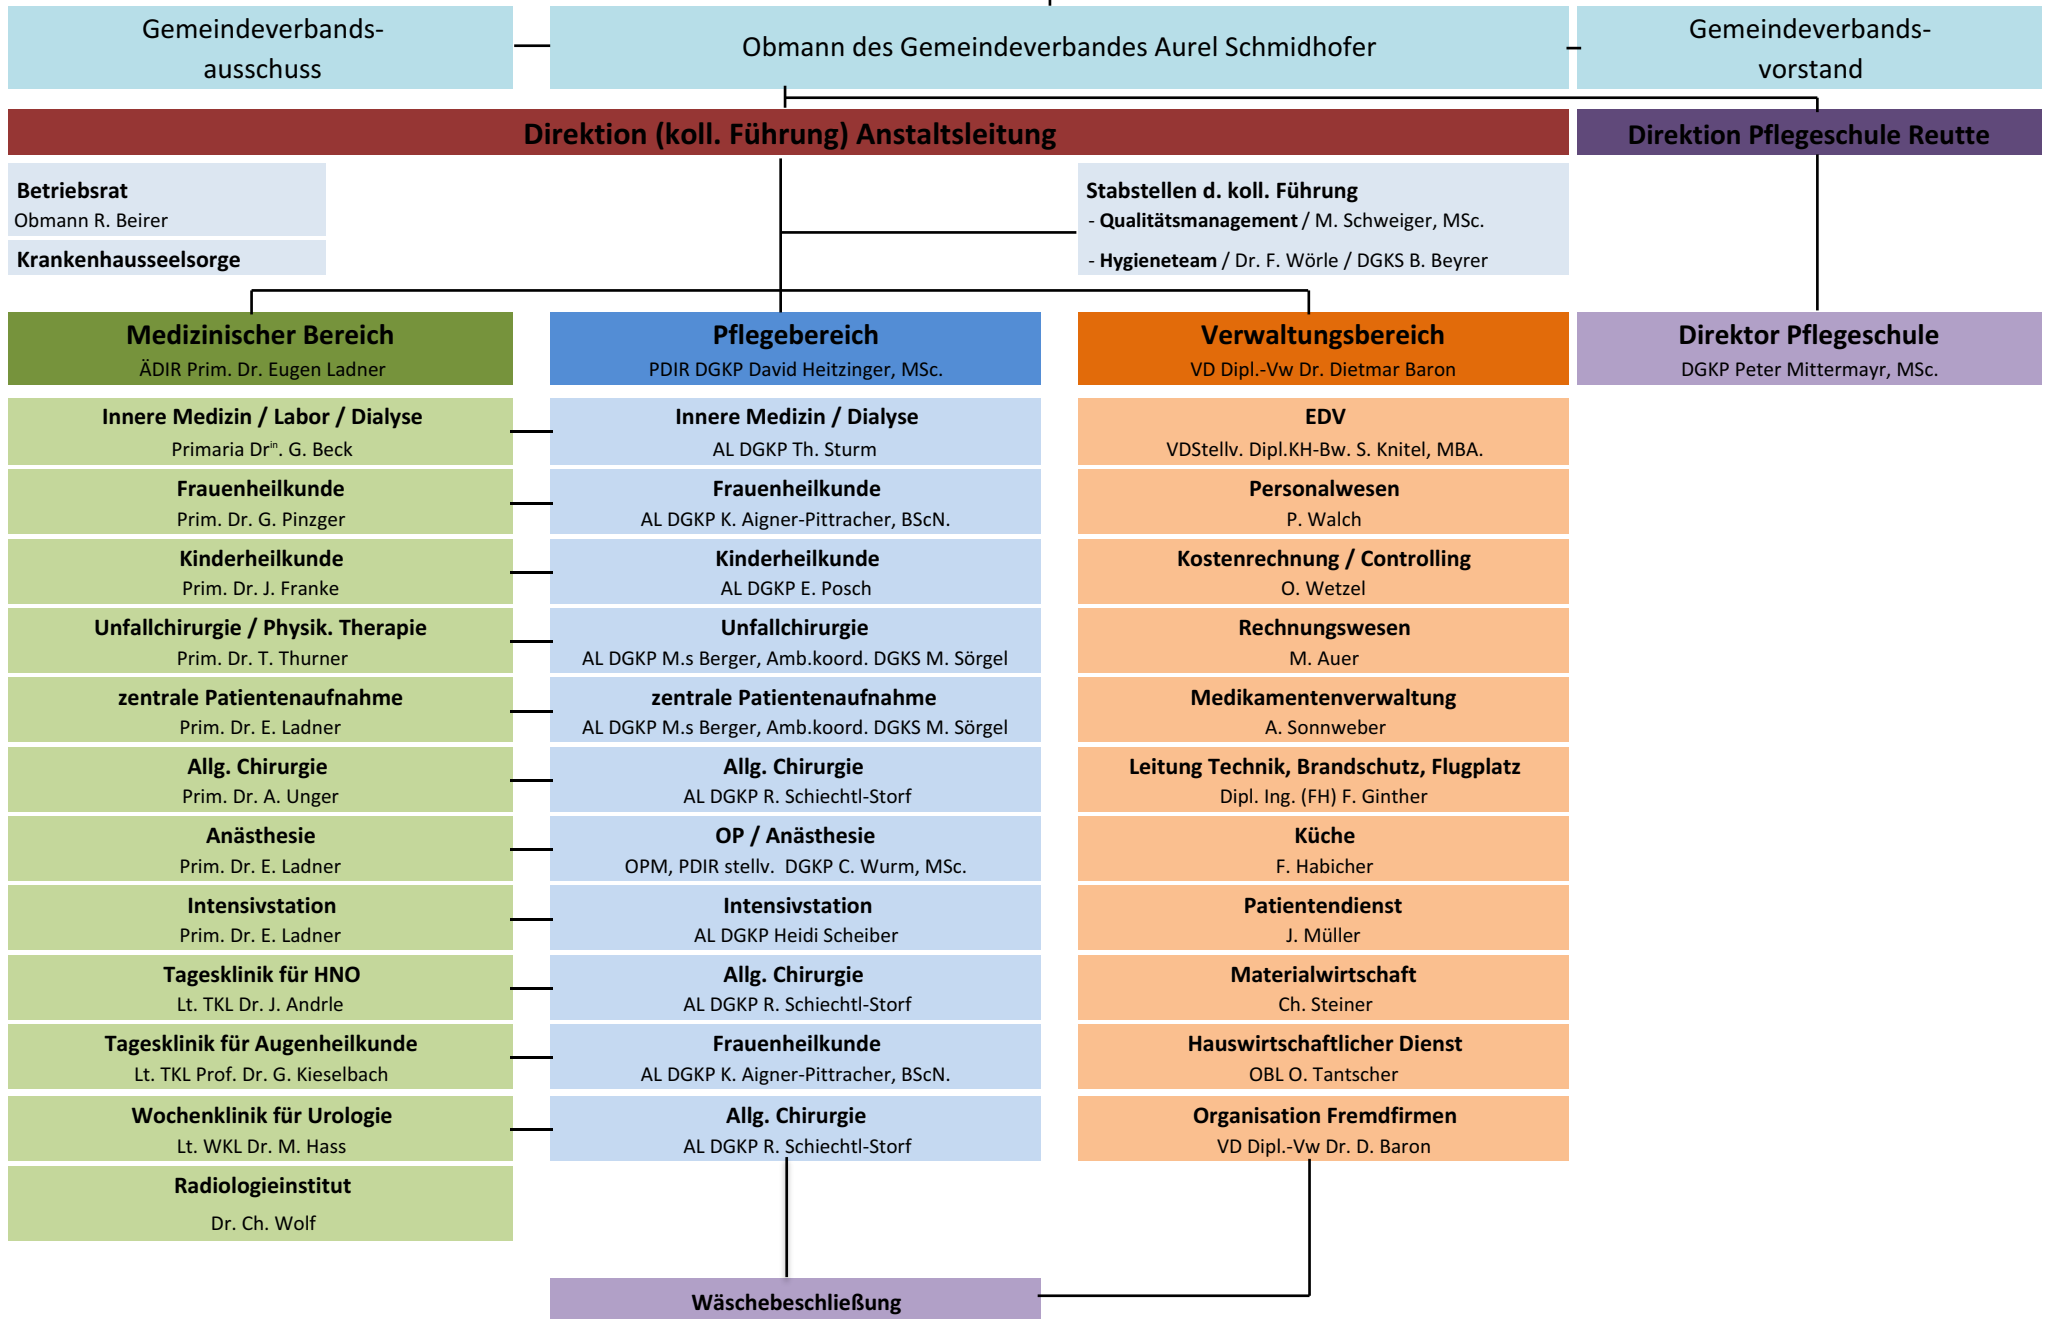 Gemeindeverbands-
ausschuss
Obmann des Gemeindeverbandes Aurel Schmidhofer
Gemeindeverbands-
vorstand
Direktion (koll. Führung) Anstaltsleitung
Direktion Pflegeschule Reutte
Betriebsrat
Obmann R. Beirer
Krankenhausseelsorge
Stabstellen d. koll. Führung
- Qualitätsmanagement / M. Schweiger, MSc.
- Hygieneteam / Dr. F. Wörle / DGKS B. Beyrer
Medizinischer Bereich
ÄDIR Prim. Dr. Eugen Ladner
Pflegebereich
PDIR DGKP David Heitzinger, MSc.
Verwaltungsbereich
VD Dipl.-Vw Dr. Dietmar Baron
Direktor Pflegeschule
DGKP Peter Mittermayr, MSc.
Innere Medizin / Labor / Dialyse
Primaria Drⁱⁿ. G. Beck
Frauenheilkunde
Prim. Dr. G. Pinzger
Kinderheilkunde
Prim. Dr. J. Franke
Unfallchirurgie / Physik. Therapie
Prim. Dr. T. Thurner
zentrale Patientenaufnahme
Prim. Dr. E. Ladner
Allg. Chirurgie
Prim. Dr. A. Unger
Anästhesie
Prim. Dr. E. Ladner
Intensivstation
Prim. Dr. E. Ladner
Tagesklinik für HNO
Lt. TKL Dr. J. Andrle
Tagesklinik für Augenheilkunde
Lt. TKL Prof. Dr. G. Kieselbach
Wochenklinik für Urologie
Lt. WKL Dr. M. Hass
Radiologieinstitut
Dr. Ch. Wolf
Innere Medizin / Dialyse
AL DGKP Th. Sturm
Frauenheilkunde
AL DGKP K. Aigner-Pittracher, BScN.
Kinderheilkunde
AL DGKP E. Posch
Unfallchirurgie
AL DGKP M.s Berger, Amb.koord. DGKS M. Sörgel
zentrale Patientenaufnahme
AL DGKP M.s Berger, Amb.koord. DGKS M. Sörgel
Allg. Chirurgie
AL DGKP R. Schiechtl-Storf
OP / Anästhesie
OPM, PDIR stellv. DGKP C. Wurm, MSc.
Intensivstation
AL DGKP Heidi Scheiber
Allg. Chirurgie
AL DGKP R. Schiechtl-Storf
Frauenheilkunde
AL DGKP K. Aigner-Pittracher, BScN.
Allg. Chirurgie
AL DGKP R. Schiechtl-Storf
EDV
VDStellv. Dipl.KH-Bw. S. Knitel, MBA.
Personalwesen
P. Walch
Kostenrechnung / Controlling
O. Wetzel
Rechnungswesen
M. Auer
Medikamentenverwaltung
A. Sonnweber
Leitung Technik, Brandschutz, Flugplatz
Dipl. Ing. (FH) F. Ginther
Küche
F. Habicher
Patientendienst
J. Müller
Materialwirtschaft
Ch. Steiner
Hauswirtschaftlicher Dienst
OBL O. Tantscher
Organisation Fremdfirmen
VD Dipl.-Vw Dr. D. Baron
Wäschebeschließung